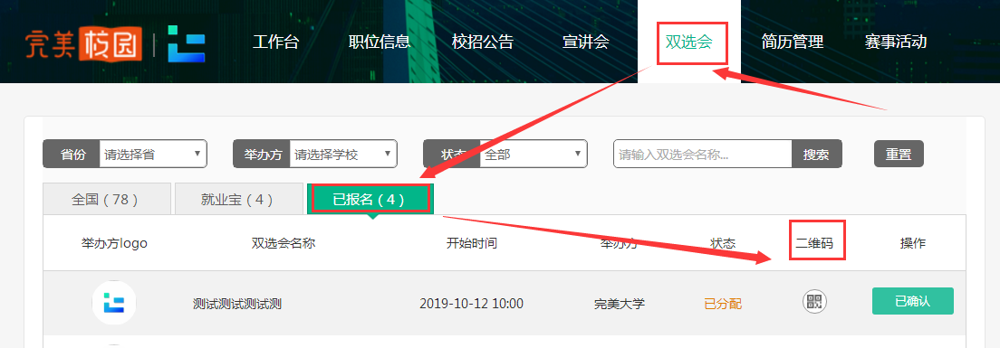 完美校园 工作台 职位信息 校招公告 宣讲会 双选会 简历管理 赛事活动
省份 请选择省 举办方 请选择学校 状态 全部 请输入双选会名称... 搜索 重置
全国（78） 就业宝（4） 已报名（4）
举办方logo 双选会名称 开始时间 举办方 状态 二维码 操作
测试测试测试测 2019-10-12 10:00 完美大学 已分配 已确认